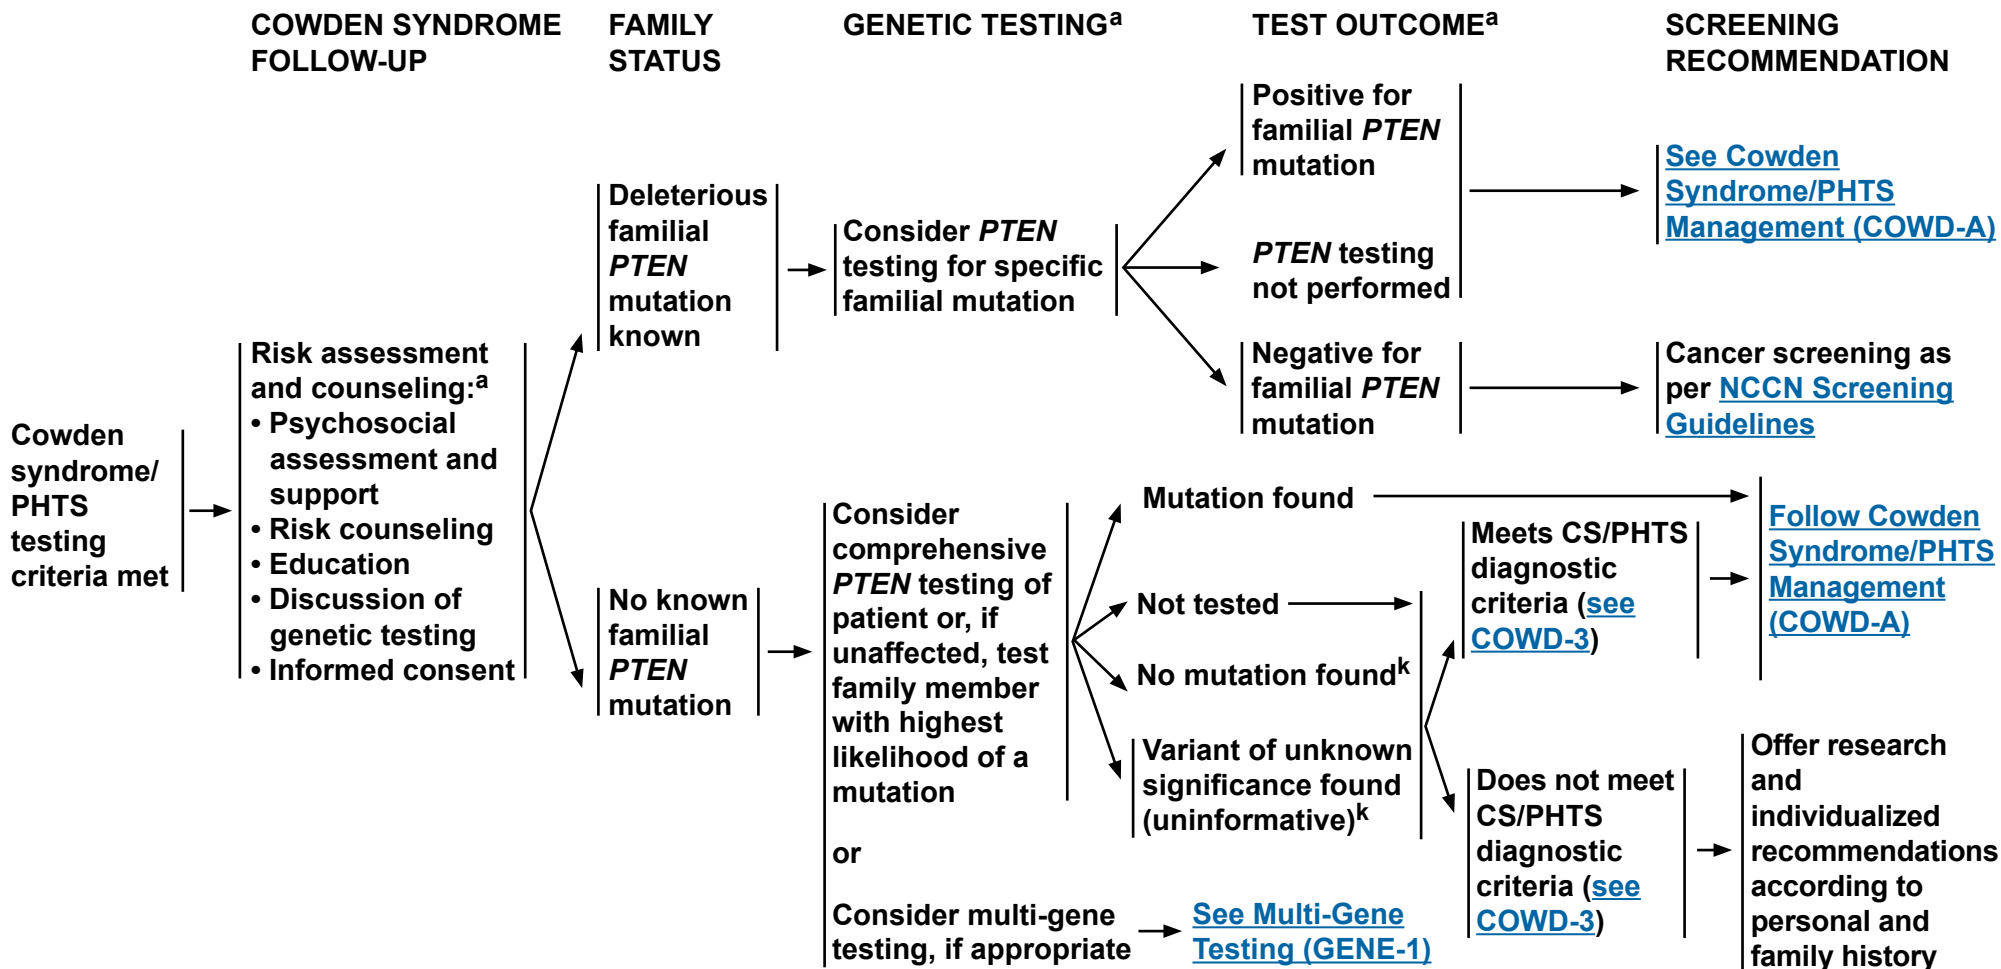 COWDEN SYNDROME
FOLLOW-UP
FAMILY
STATUS
GENETIC TESTINGᵃ
TEST OUTCOMEᵃ
SCREENING
RECOMMENDATION
Cowden
syndrome/
PHTS
testing
criteria met
Risk assessment
and counseling:ᵃ
• Psychosocial
assessment and
support
• Risk counseling
• Education
• Discussion of
genetic testing
• Informed consent
Deleterious
familial
PTEN
mutation
known
Consider PTEN
testing for specific
familial mutation
Positive for
familial PTEN
mutation
PTEN testing
not performed
See Cowden
Syndrome/PHTS
Management (COWD-A)
Negative for
familial PTEN
mutation
Cancer screening as
per NCCN Screening
Guidelines
No known
familial
PTEN
mutation
Consider
comprehensive
PTEN testing of
patient or, if
unaffected, test
family member
with highest
likelihood of a
mutation
or
Consider multi-gene
testing, if appropriate
See Multi-Gene
Testing (GENE-1)
Mutation found
Not tested
No mutation foundᵏ
Variant of unknown
significance found
(uninformative)ᵏ
Meets CS/PHTS
diagnostic
criteria (see
COWD-3)
Follow Cowden
Syndrome/PHTS
Management
(COWD-A)
Does not meet
CS/PHTS
diagnostic
criteria (see
COWD-3)
Offer research
and
individualized
recommendations
according to
personal and
family history